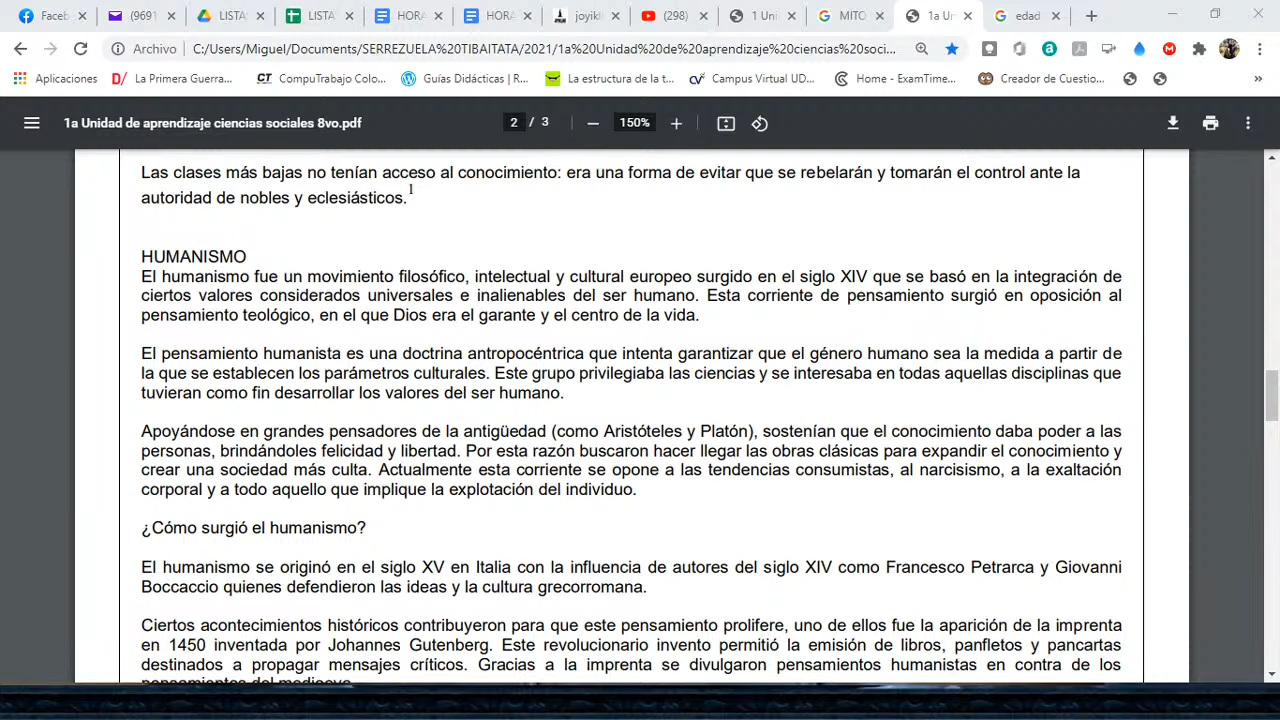 Faceb
(9691
LISTA
LISTA
HORA
HORA
joyikl
(298)
1 Uni
MITO
1a Un
edad
Archivo
C:/Users/Miguel/Documents/SERREZUELA%20TIBAITATA/2021/1a%20Unidad%20de%20aprendizaje%20ciencias%20soci...
Aplicaciones
La Primera Guerra...
CompuTrabajo Colo...
Guías Didácticas | R...
La estructura de la t...
Campus Virtual UD...
Home - ExamTime...
Creador de Cuestio...
1a Unidad de aprendizaje ciencias sociales 8vo.pdf
2 / 3
150%
Las clases más bajas no tenían acceso al conocimiento: era una forma de evitar que se rebelarán y tomarán el control ante la
autoridad de nobles y eclesiásticos.
HUMANISMO
El humanismo fue un movimiento filosófico, intelectual y cultural europeo surgido en el siglo XIV que se basó en la integración de
ciertos valores considerados universales e inalienables del ser humano. Esta corriente de pensamiento surgió en oposición al
pensamiento teológico, en el que Dios era el garante y el centro de la vida.
El pensamiento humanista es una doctrina antropocéntrica que intenta garantizar que el género humano sea la medida a partir de
la que se establecen los parámetros culturales. Este grupo privilegiaba las ciencias y se interesaba en todas aquellas disciplinas que
tuvieran como fin desarrollar los valores del ser humano.
Apoyándose en grandes pensadores de la antigüedad (como Aristóteles y Platón), sostenían que el conocimiento daba poder a las
personas, brindándoles felicidad y libertad. Por esta razón buscaron hacer llegar las obras clásicas para expandir el conocimiento y
crear una sociedad más culta. Actualmente esta corriente se opone a las tendencias consumistas, al narcisismo, a la exaltación
corporal y a todo aquello que implique la explotación del individuo.
¿Cómo surgió el humanismo?
El humanismo se originó en el siglo XV en Italia con la influencia de autores del siglo XIV como Francesco Petrarca y Giovanni
Boccaccio quienes defendieron las ideas y la cultura grecorromana.
Ciertos acontecimientos históricos contribuyeron para que este pensamiento prolifere, uno de ellos fue la aparición de la imprenta
en 1450 inventada por Johannes Gutenberg. Este revolucionario invento permitió la emisión de libros, panfletos y pancartas
destinados a propagar mensajes críticos. Gracias a la imprenta se divulgaron pensamientos humanistas en contra de los
pensamientos del medioevo